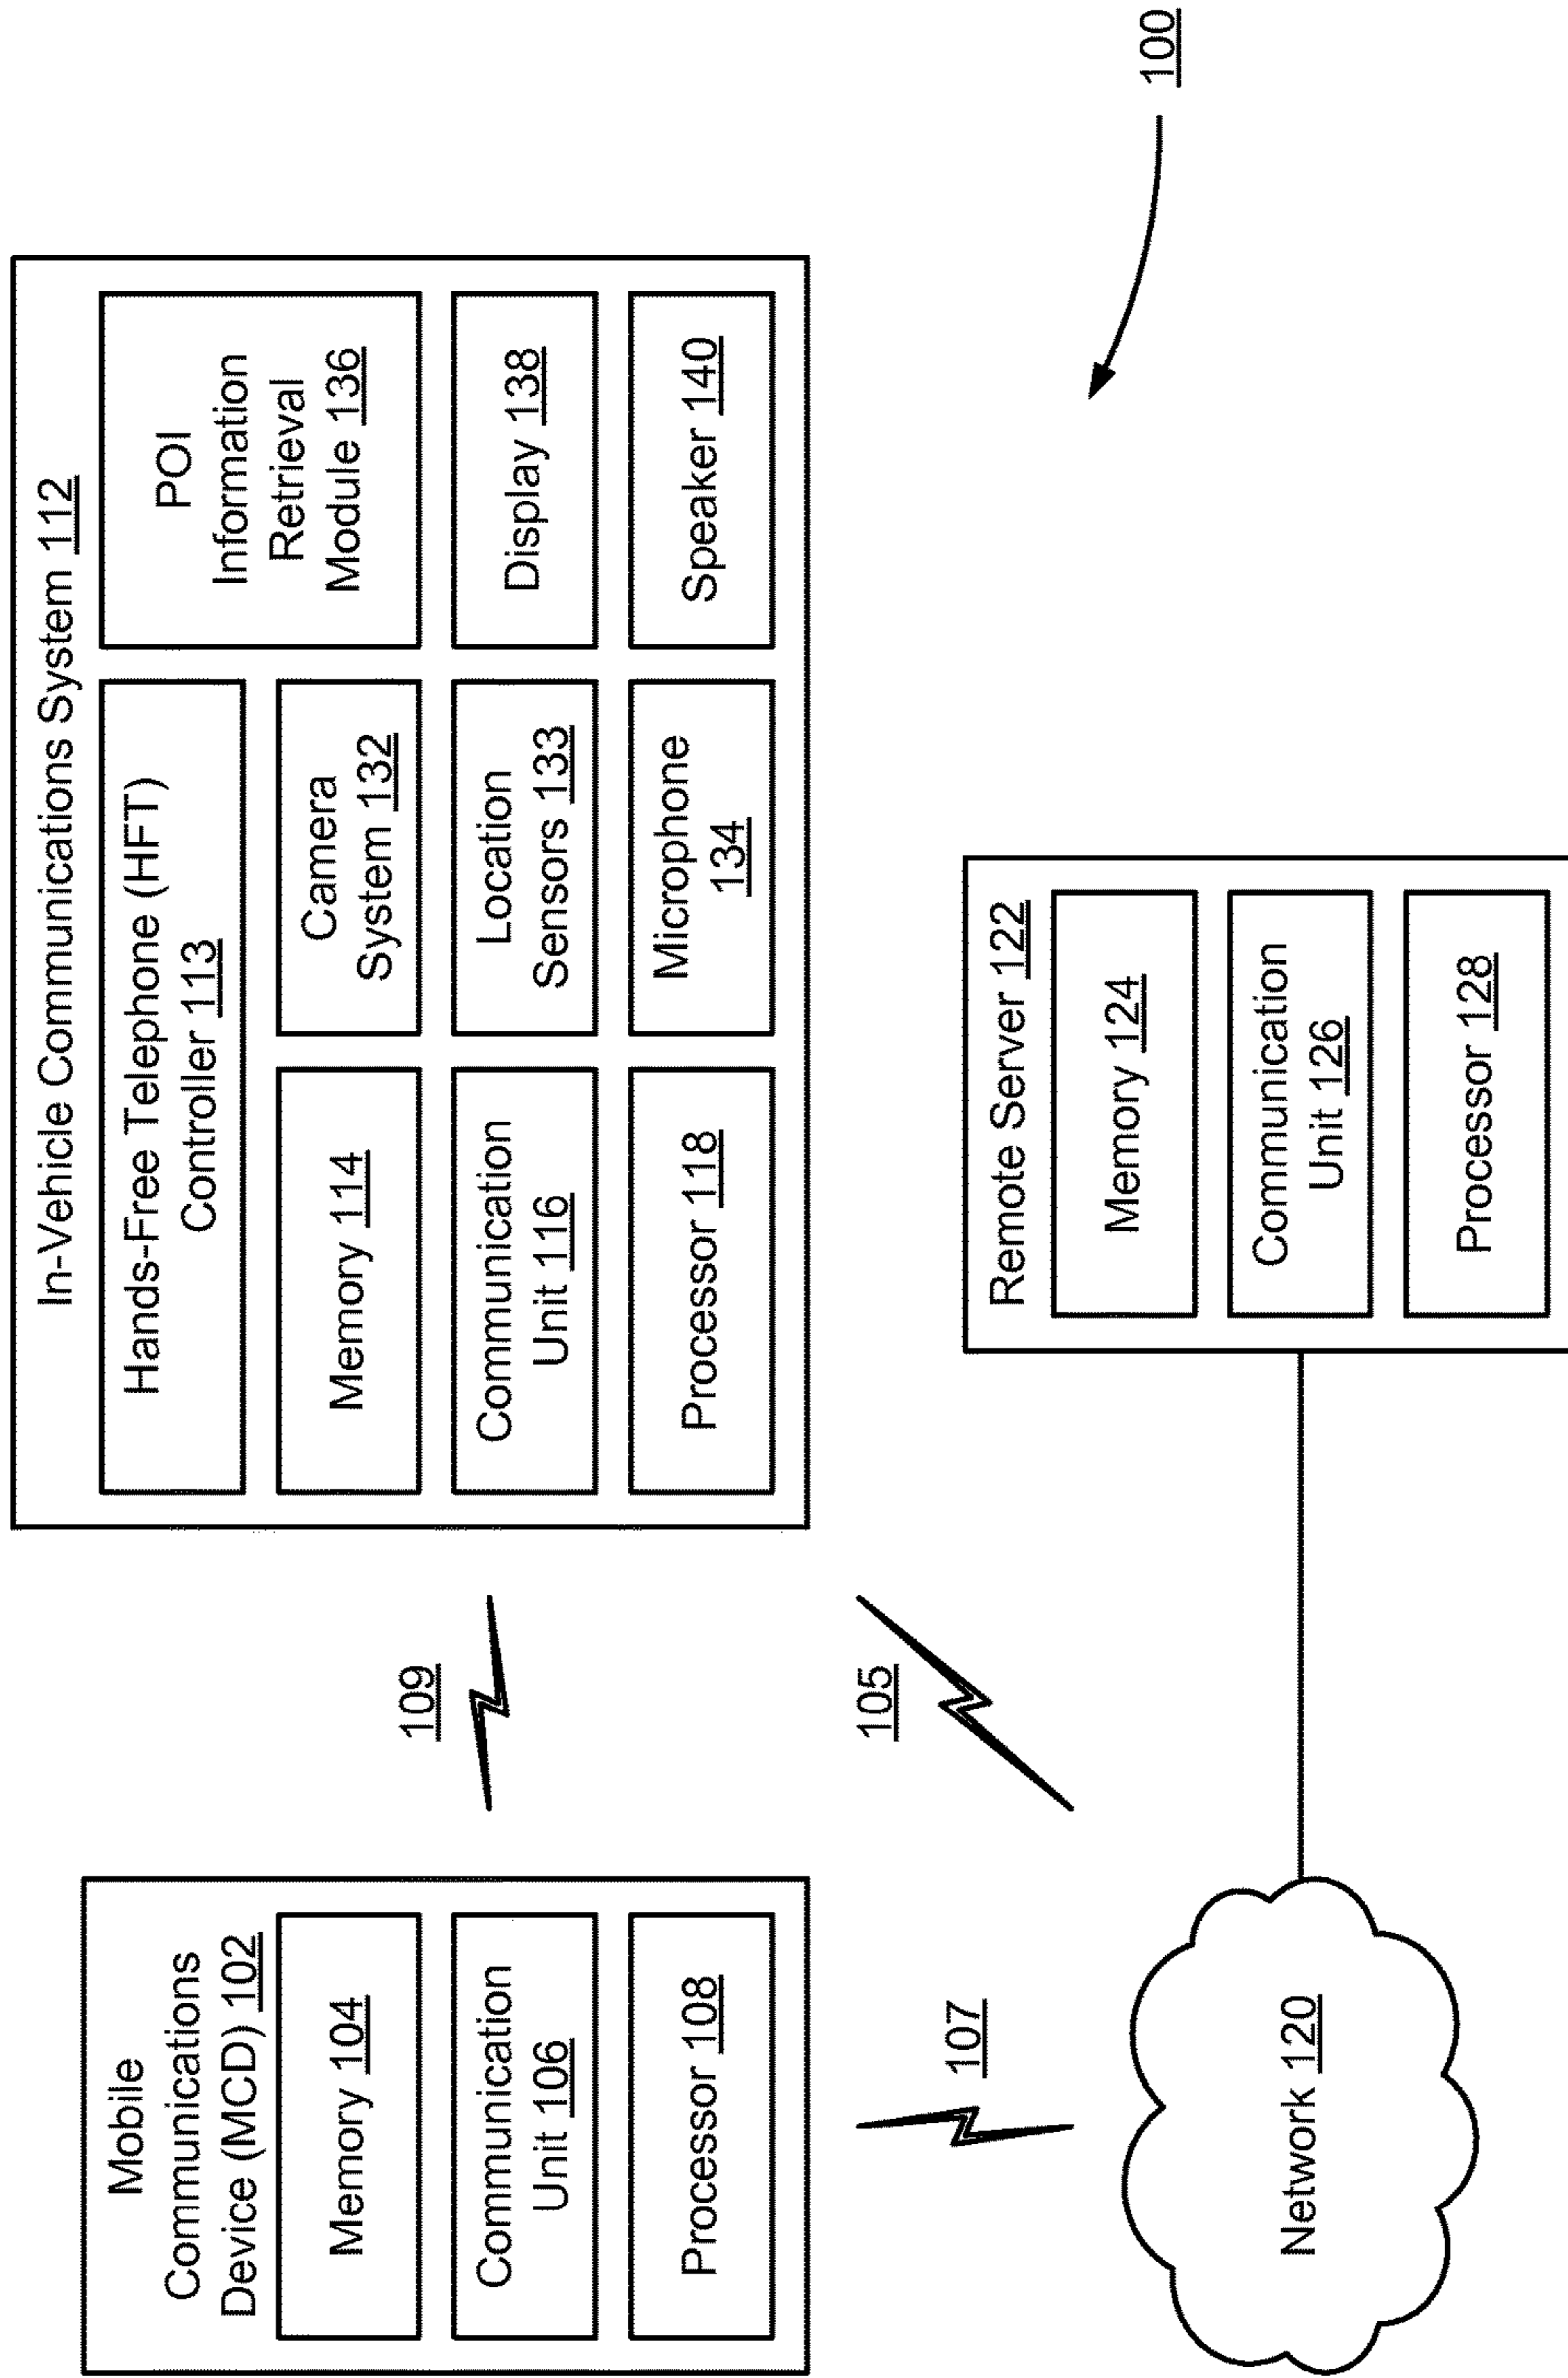 Mobile
Communications
Device (MCD) 102
Memory 104
Communication
Unit 106
Processor 108
109
In-Vehicle Communications System 112
Hands-Free Telephone (HFT)
Controller 113
POI
Information
Retrieval
Module 136
Memory 114
Camera
System 132
Communication
Unit 116
Location
Sensors 133
Display 138
Processor 118
Microphone
134
Speaker 140
107
105
Network 120
Remote Server 122
Memory 124
Communication
Unit 126
Processor 128
100